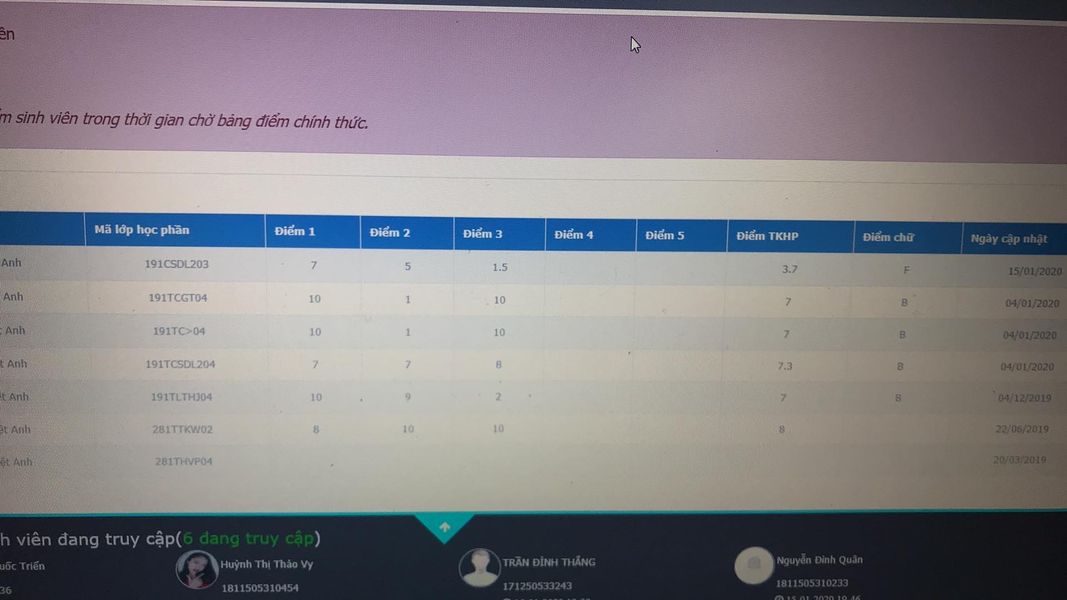 ên
m sinh viên trong thời gian chờ bảng điểm chính thức.
Mã lớp học phần Điểm 1 Điểm 2 Điểm 3 Điểm 4 Điểm 5 Điểm TKHP Điểm chữ Ngày cập nhật
Anh 191CSDL203 7 5 1.5 3.7 F 15/01/2020
Anh 191TCGT04 10 1 10 7 B 04/01/2020
t Anh 191TC>04 10 1 10 7 B 04/01/2020
t Anh 191TCSDL204 7 7 8 7.3 B 04/01/2020
ệt Anh 191TLTHJ04 10 9 2 7 B 04/12/2019
ệt Anh 281TTKW02 8 10 10 8 22/06/2019
ệt Anh 281THVP04 20/03/2019
h viên đang truy cập(6 đang truy cập)
uốc Triển Huỳnh Thị Thảo Vy TRẦN ĐÌNH THẮNG Nguyễn Đình Quân
36 1811505310454 171250533243 1811505310233
15-01-2020 19:46